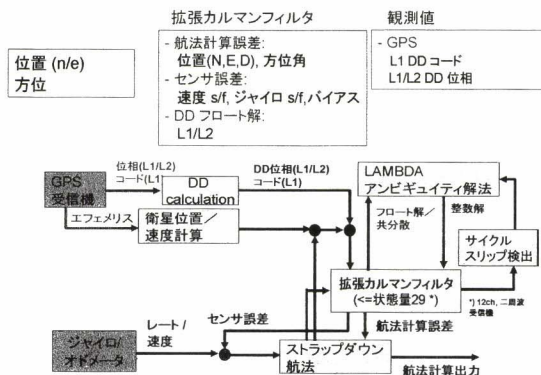 拡張カルマンフィルタ
観測値
位置 (n/e)
方位
- 航法計算誤差:
位置(N,E,D), 方位角
- センサ誤差:
速度 s/f, ジャイロ s/f,バイアス
- DD フロート解:
L1/L2
- GPS
L1 DD コード
L1/L2 DD 位相
GPS
受信機
位相(L1/L2)
コード(L1)
DD
calculation
DD位相(L1/L2)
コード(L1)
LAMBDA
アンビギュイティ解法
エフェメリス
衛星位置/
速度計算
フロート解/
共分散
整数解
サイクル
スリップ検出
拡張カルマンフィルタ
(<=状態量29 *)
*) 12ch, 二周波
受信機
センサ誤差
航法計算誤差
ジャイロ/
オドメータ
レート/
速度
ストラップダウン
航法
航法計算出力